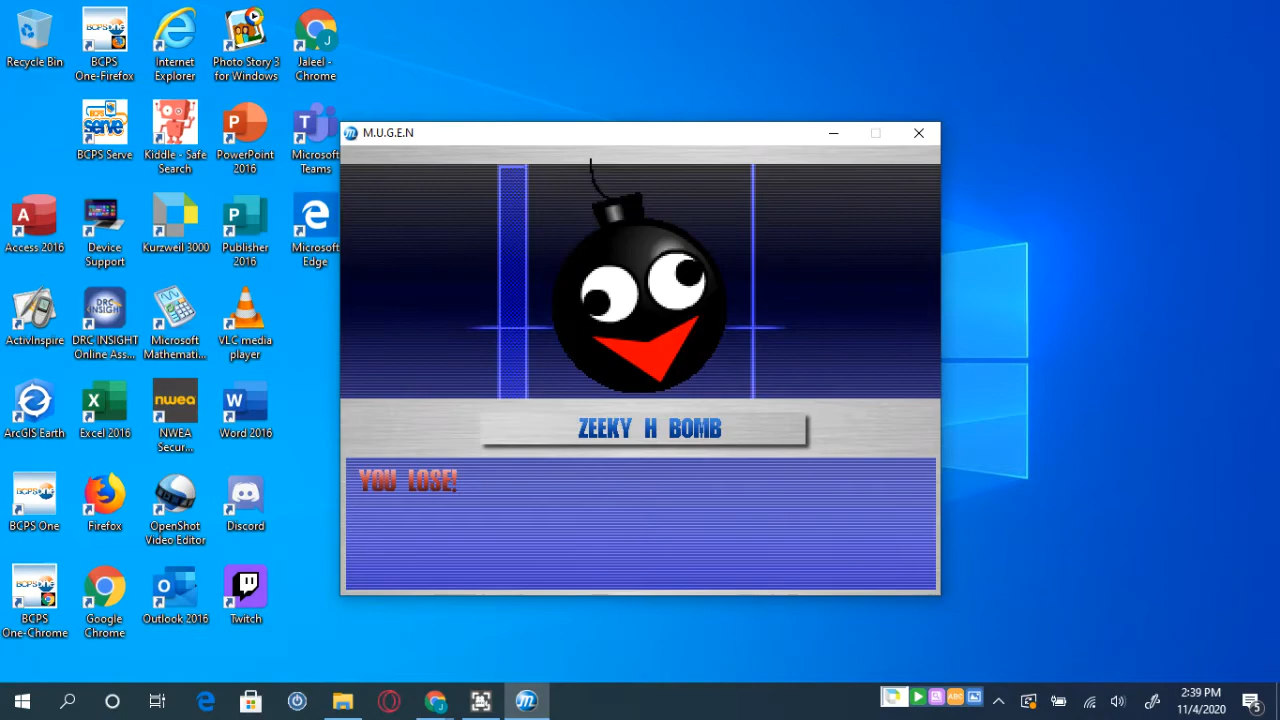 Recycle Bin
BCPS
One-Firefox
Internet
Explorer
Photo Story 3
for Windows
Jaleel -
Chrome
BCPS Serve
Kiddle - Safe
Search
PowerPoint
2016
Microsoft
Teams
Access 2016
Device
Support
Kurzweil 3000
Publisher
2016
Microsoft
Edge
ActivInspire
DRC INSIGHT
Online Ass...
Microsoft
Mathemati...
VLC media
player
ArcGIS Earth
Excel 2016
NWEA
Secur...
Word 2016
BCPS One
Firefox
OpenShot
Video Editor
Discord
BCPS
One-Chrome
Google
Chrome
Outlook 2016
Twitch
M.U.G.E.N
ZEEKY H BOMB
YOU LOSE!
2:39 PM
11/4/2020
5